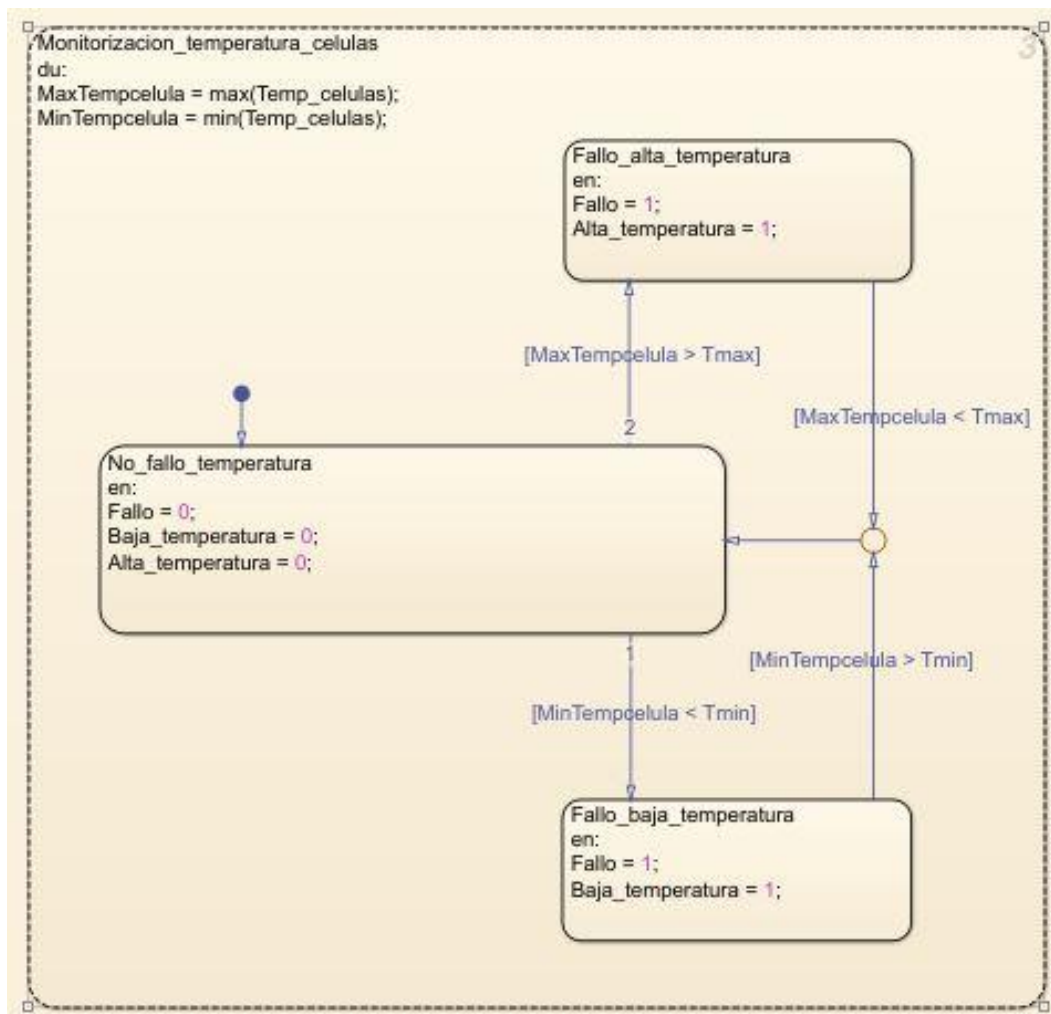 Monitorizacion_temperatura_celulas
3
du:
MaxTempcelula = max(Temp_celulas);
MinTempcelula = min(Temp_celulas);
Fallo_alta_temperatura
en:
Fallo = 1;
Alta_temperatura = 1;
[MaxTempcelula > Tmax]
[MaxTempcelula < Tmax]
2
No_fallo_temperatura
en:
Fallo = 0;
Baja_temperatura = 0;
Alta_temperatura = 0;
1
[MinTempcelula > Tmin]
[MinTempcelula < Tmin]
Fallo_baja_temperatura
en:
Fallo = 1;
Baja_temperatura = 1;